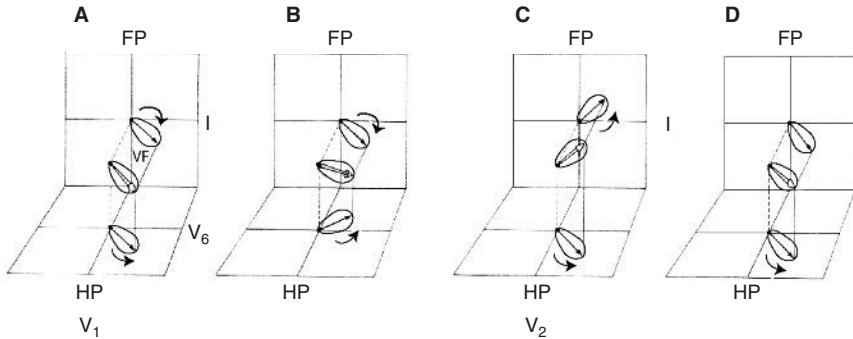 A B C D
FP FP FP FP
I I
VF
V6
HP HP HP HP
V1 V2